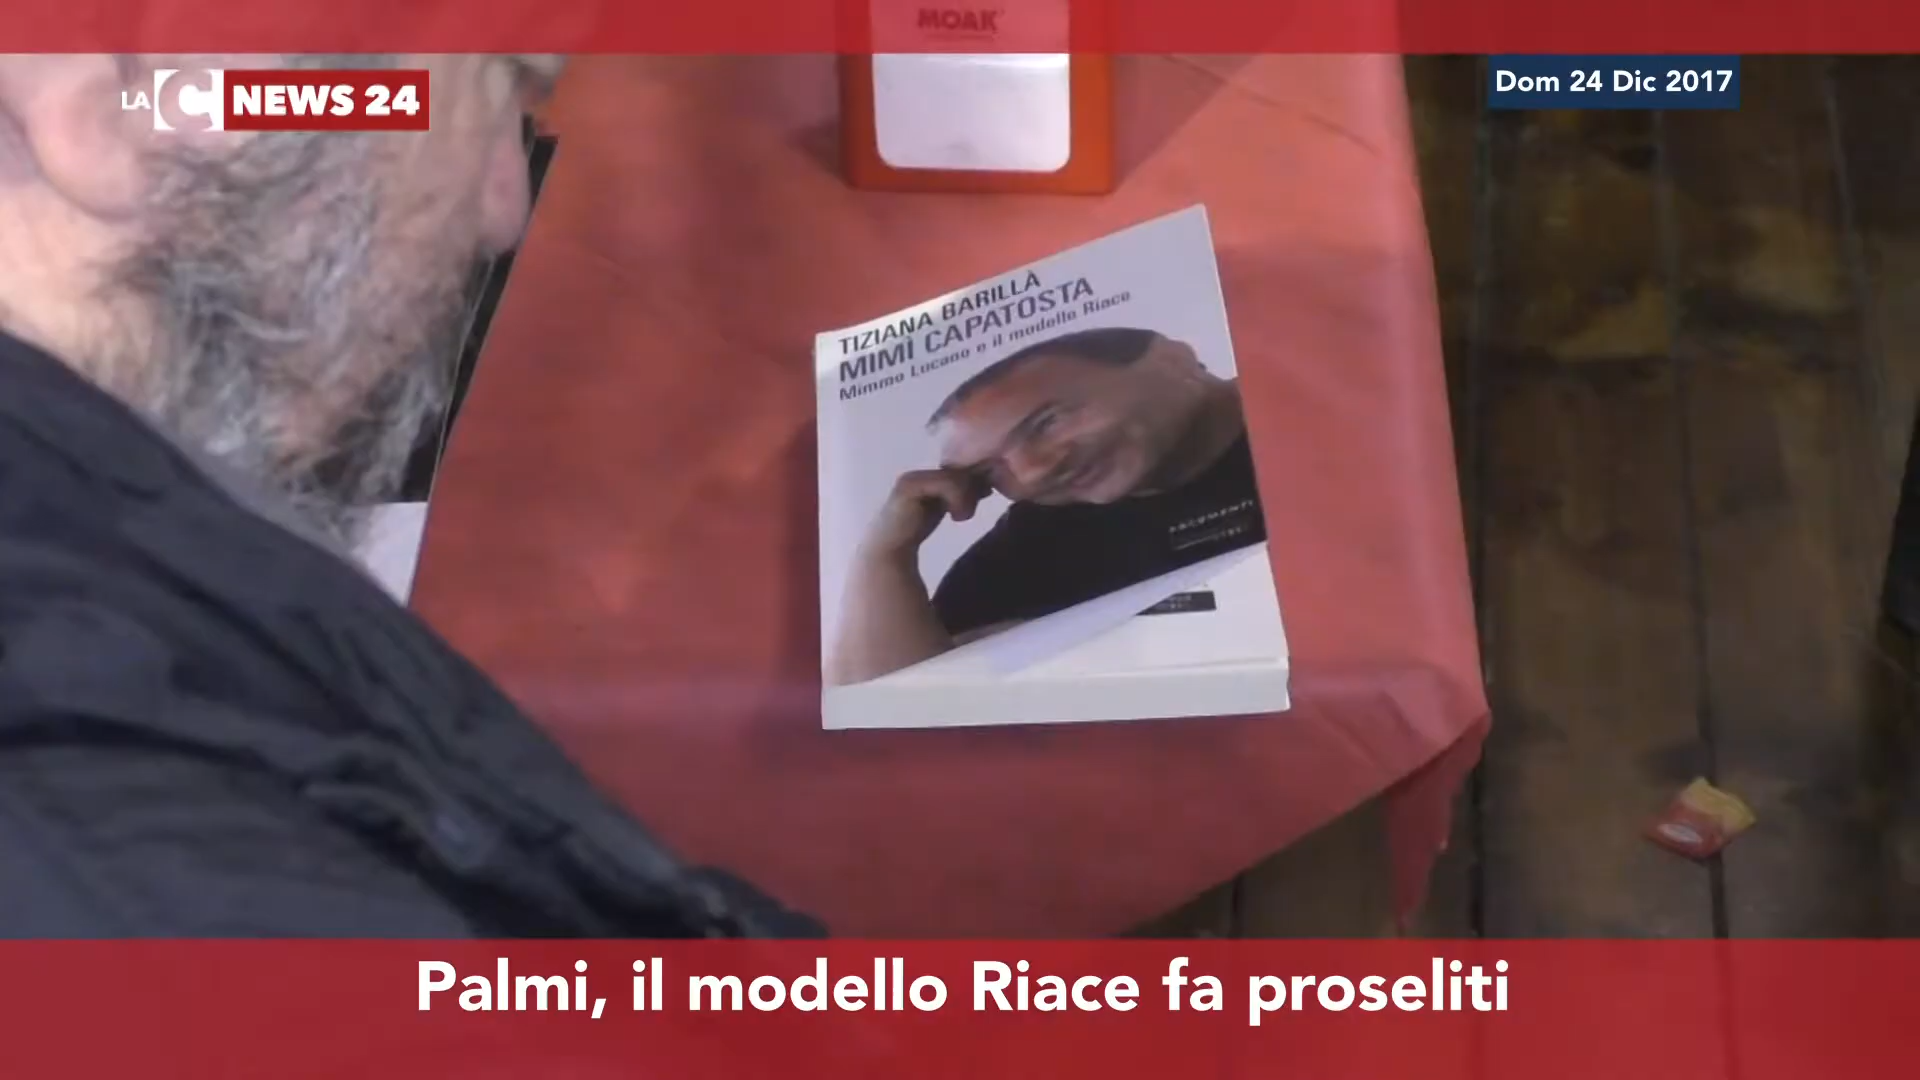 MOAK
LA C NEWS 24
Dom 24 Dic 2017
TIZIANA BARILLÀ
MIMÌ CAPATOSTA
Mimmo Lucano e il modello Riace
Palmi, il modello Riace fa proseliti